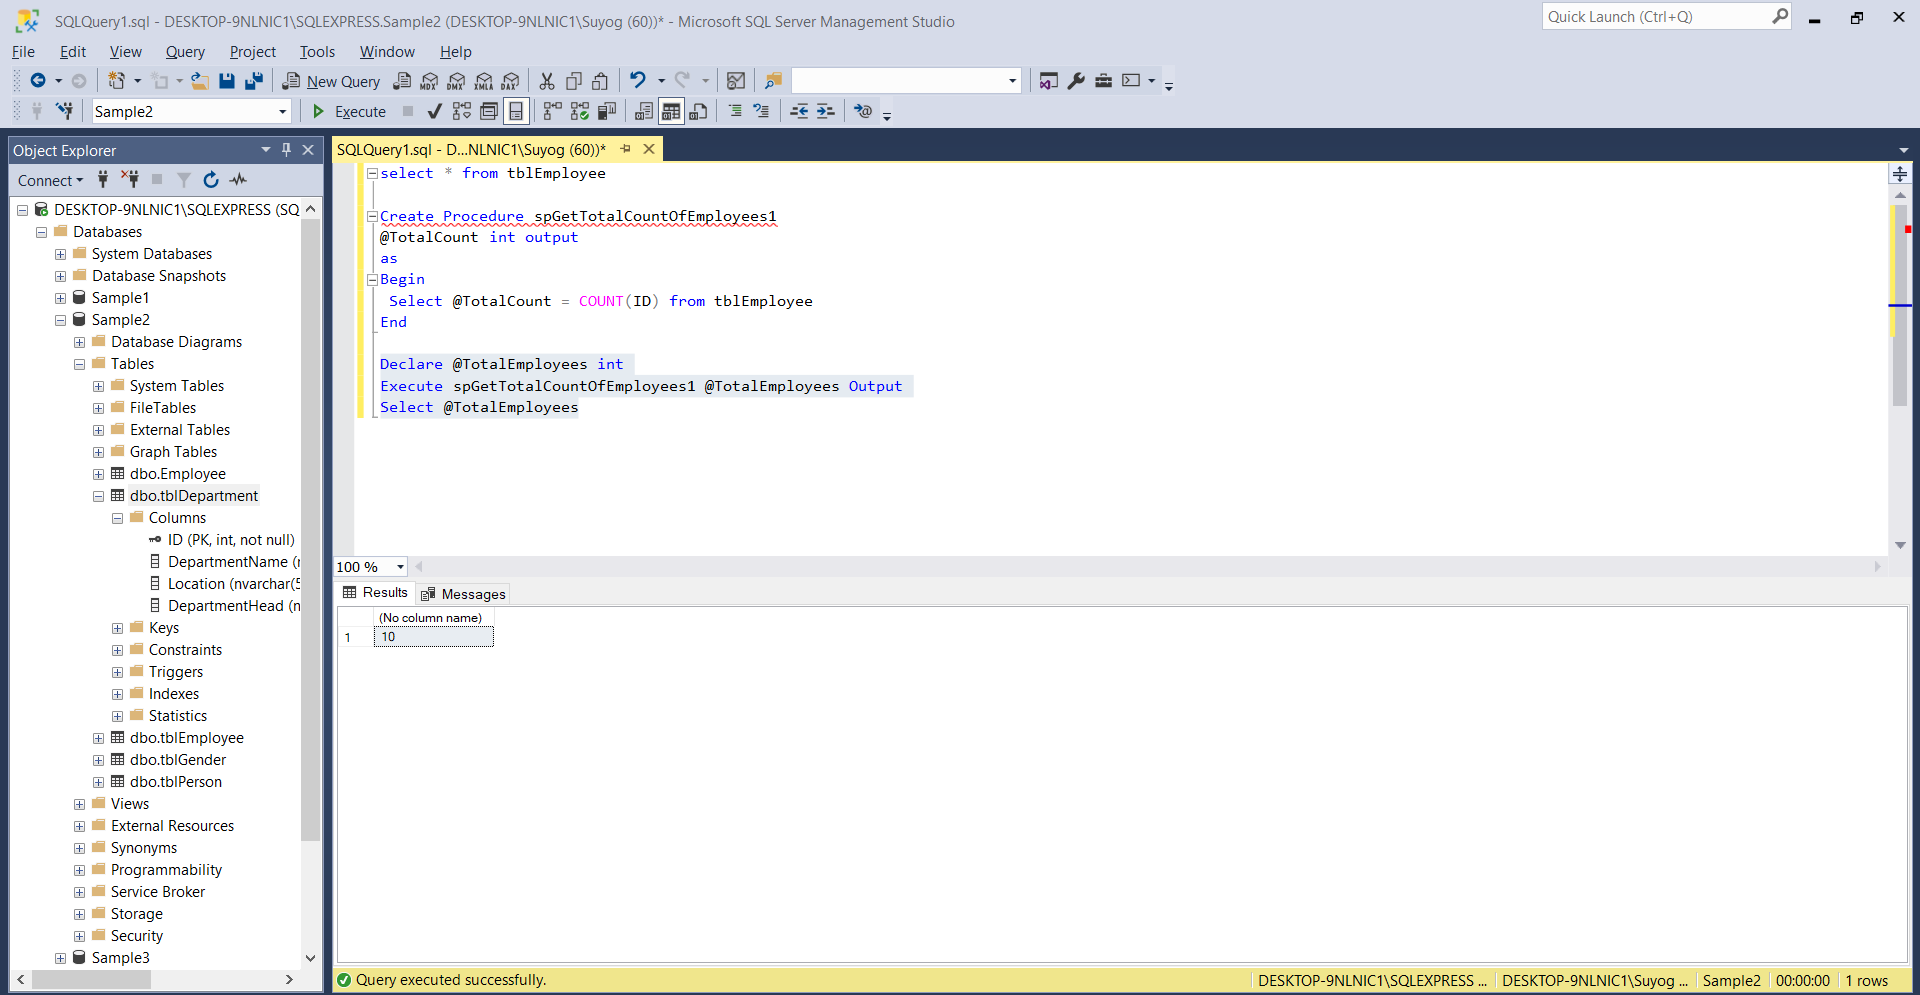 SQLQuery1.sql - DESKTOP-9NLNIC1\SQLEXPRESS.Sample2 (DESKTOP-9NLNIC1\Suyog (60))* - Microsoft SQL Server Management Studio
Quick Launch (Ctrl+Q)
File Edit View Query Project Tools Window Help
New Query MDX DMX XMLA DAX
Sample2 Execute
Object Explorer
Connect
DESKTOP-9NLNIC1\SQLEXPRESS (SQ
Databases
System Databases
Database Snapshots
Sample1
Sample2
Database Diagrams
Tables
System Tables
FileTables
External Tables
Graph Tables
dbo.Employee
dbo.tblDepartment
Columns
ID (PK, int, not null)
DepartmentName (
Location (nvarchar(5
DepartmentHead (n
Keys
Constraints
Triggers
Indexes
Statistics
dbo.tblEmployee
dbo.tblGender
dbo.tblPerson
Views
External Resources
Synonyms
Programmability
Service Broker
Storage
Security
Sample3
SQLQuery1.sql - D...NLNIC1\Suyog (60))*
select * from tblEmployee
Create Procedure spGetTotalCountOfEmployees1
@TotalCount int output
as
Begin
Select @TotalCount = COUNT(ID) from tblEmployee
End
Declare @TotalEmployees int
Execute spGetTotalCountOfEmployees1 @TotalEmployees Output
Select @TotalEmployees
100 %
Results Messages
(No column name)
1 10
Query executed successfully.
DESKTOP-9NLNIC1\SQLEXPRESS ... DESKTOP-9NLNIC1\Suyog ... Sample2 00:00:00 1 rows